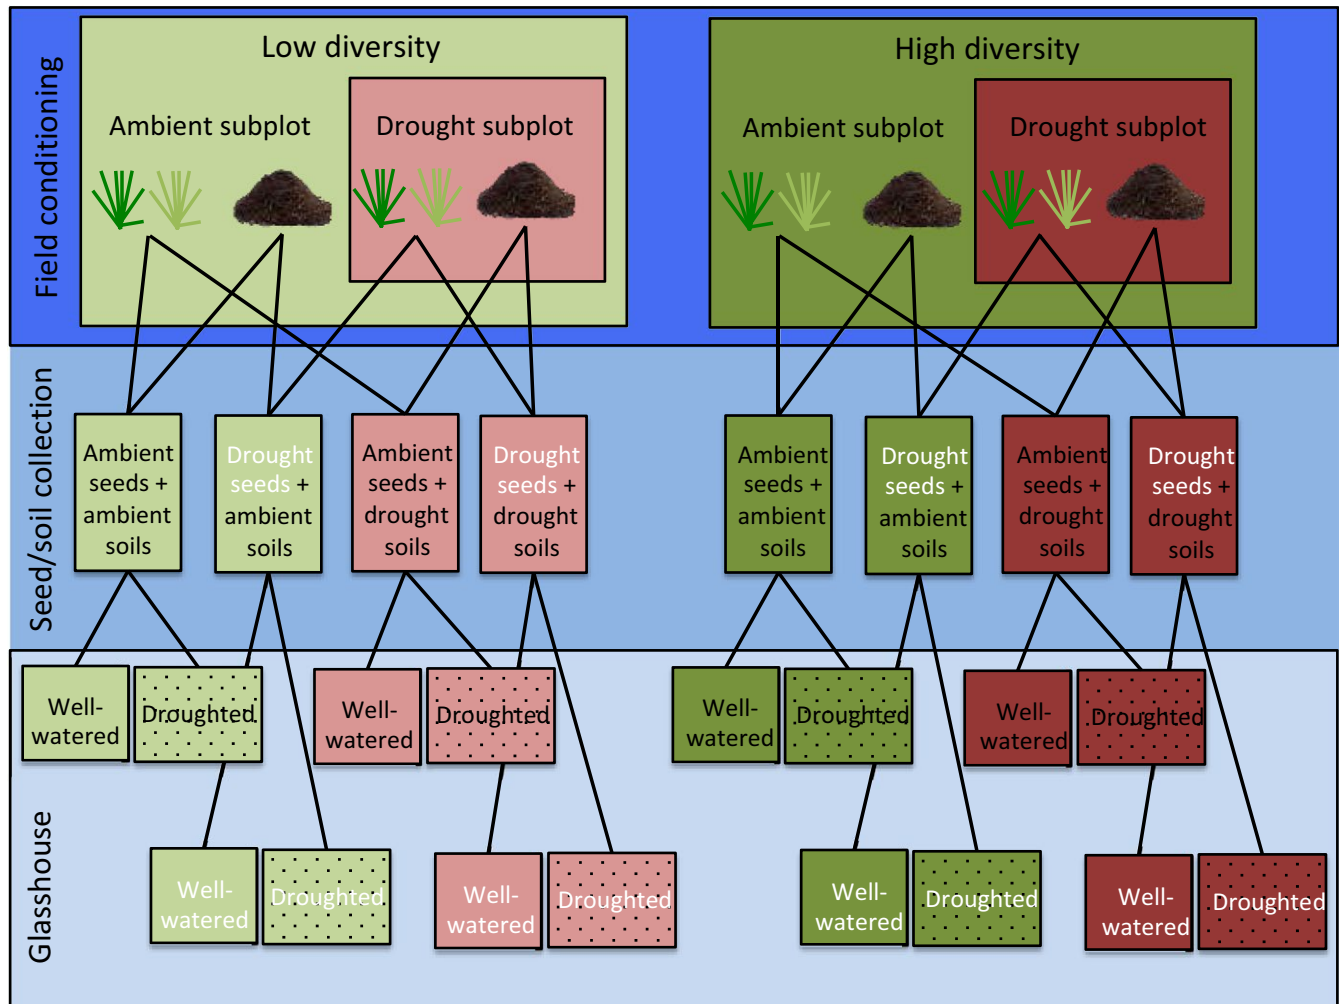 Field conditioning
Low diversity
High diversity
Ambient subplot
Drought subplot
Ambient subplot
Drought subplot
Seed/soil collection
Ambient
seeds +
ambient
soils
Drought
seeds +
ambient
soils
Ambient
seeds +
drought
soils
Drought
seeds +
drought
soils
Ambient
seeds +
ambient
soils
Drought
seeds +
ambient
soils
Ambient
seeds +
drought
soils
Drought
seeds +
drought
soils
Glasshouse
Well-
watered
Droughted
Well-
watered
Droughted
Well-
watered
Droughted
Well-
watered
Droughted
Well-
watered
Droughted
Well-
watered
Droughted
Well-
watered
Droughted
Well-
watered
Droughted